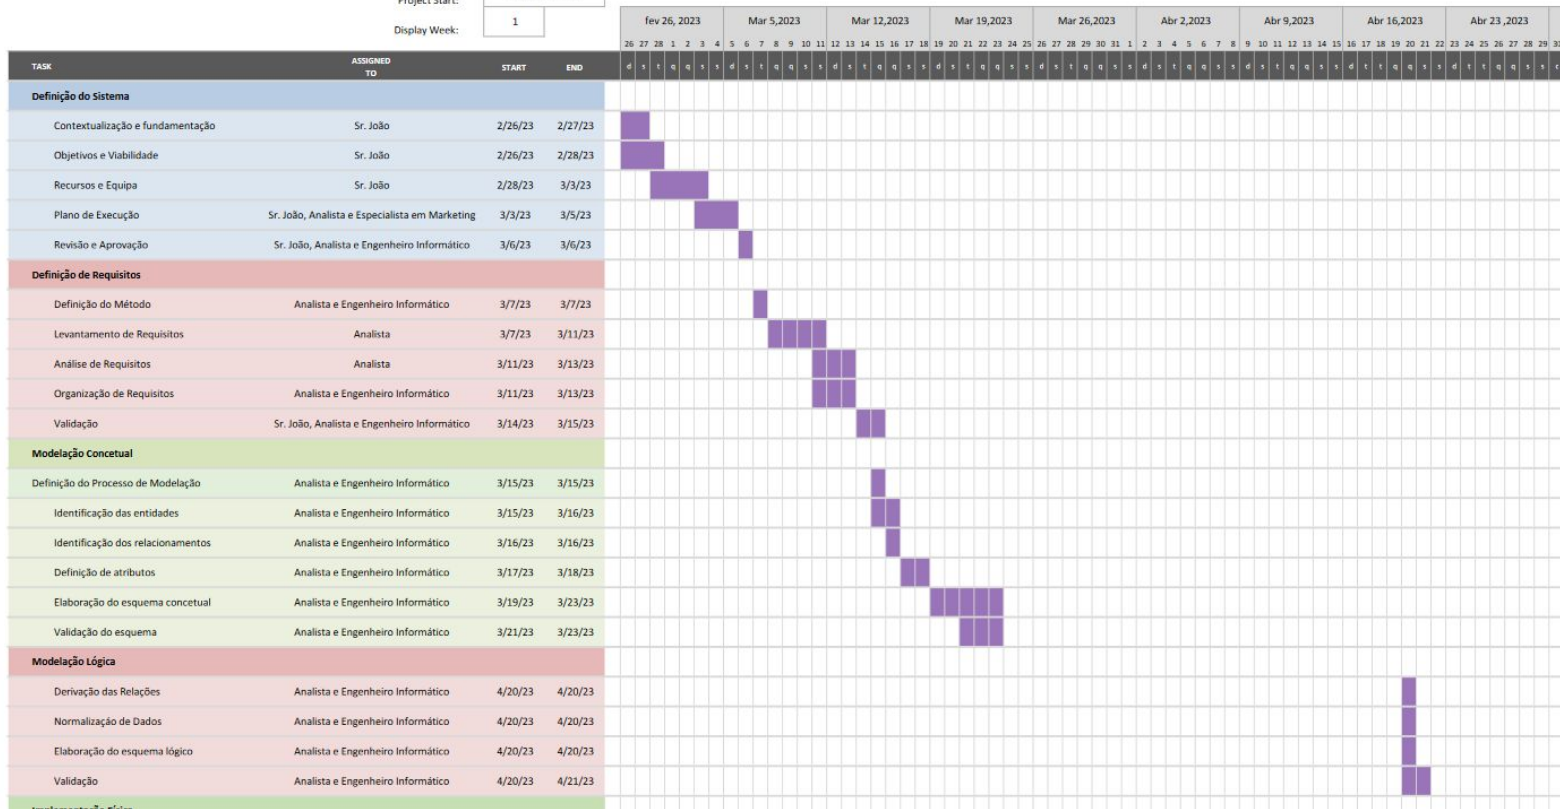 Project Start:
Display Week: 1
fev 26, 2023 Mar 5,2023 Mar 12,2023 Mar 19,2023 Mar 26,2023 Abr 2,2023 Abr 9,2023 Abr 16,2023 Abr 23 ,2023
26 27 28 1 2 3 4 5 6 7 8 9 10 11 12 13 14 15 16 17 18 19 20 21 22 23 24 25 26 27 28 29 30 31 1 2 3 4 5 6 7 8 9 10 11 12 13 14 15 16 17 18 19 20 21 22 23 24 25 26 27 28 29
TASK ASSIGNED TO START END d s t q q s s d s t q q s s d s t q q s s d s t q q s s d s t q q s s d s t q q s s d s t q q s s d s t q q s s d t t q q s s
Definição do Sistema
Contextualização e fundamentação Sr. João 2/26/23 2/27/23
Objetivos e Viabilidade Sr. João 2/26/23 2/28/23
Recursos e Equipa Sr. João 2/28/23 3/3/23
Plano de Execução Sr. João, Analista e Especialista em Marketing 3/3/23 3/5/23
Revisão e Aprovação Sr. João, Analista e Engenheiro Informático 3/6/23 3/6/23
Definição de Requisitos
Definição do Método Analista e Engenheiro Informático 3/7/23 3/7/23
Levantamento de Requisitos Analista 3/7/23 3/11/23
Análise de Requisitos Analista 3/11/23 3/13/23
Organização de Requisitos Analista e Engenheiro Informático 3/11/23 3/13/23
Validação Sr. João, Analista e Engenheiro Informático 3/14/23 3/15/23
Modelação Concetual
Definição do Processo de Modelação Analista e Engenheiro Informático 3/15/23 3/15/23
Identificação das entidades Analista e Engenheiro Informático 3/15/23 3/16/23
Identificação dos relacionamentos Analista e Engenheiro Informático 3/16/23 3/16/23
Definição de atributos Analista e Engenheiro Informático 3/17/23 3/18/23
Elaboração do esquema concetual Analista e Engenheiro Informático 3/19/23 3/23/23
Validação do esquema Analista e Engenheiro Informático 3/21/23 3/23/23
Modelação Lógica
Derivação das Relações Analista e Engenheiro Informático 4/20/23 4/20/23
Normalizaçáo de Dados Analista e Engenheiro Informático 4/20/23 4/20/23
Elaboração do esquema lógico Analista e Engenheiro Informático 4/20/23 4/20/23
Validação Analista e Engenheiro Informático 4/20/23 4/21/23